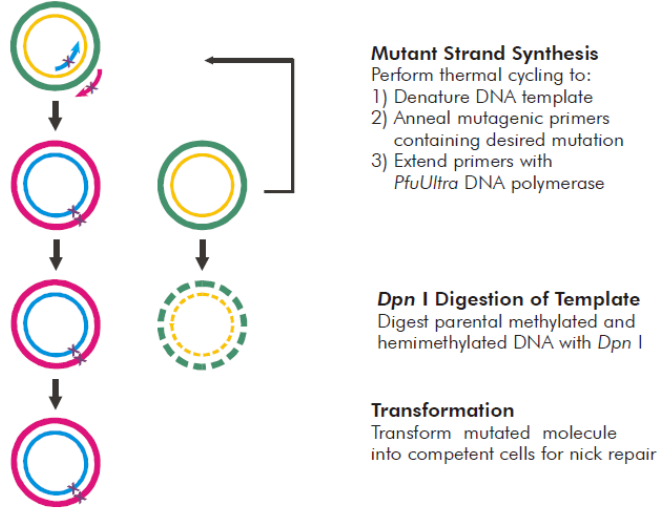 Mutant Strand Synthesis
Perform thermal cycling to:
1) Denature DNA template
2) Anneal mutagenic primers
containing desired mutation
3) Extend primers with
PfuUltra DNA polymerase
Dpn I Digestion of Template
Digest parental methylated and
hemimethylated DNA with Dpn I
Transformation
Transform mutated molecule
into competent cells for nick repair